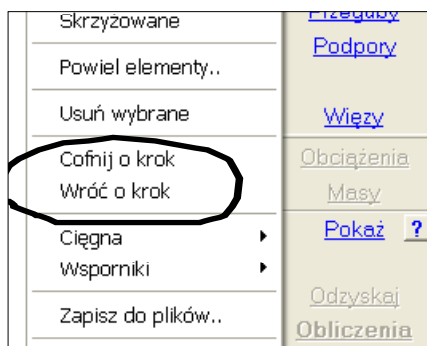 Skrzyżowane
Powiel elementy..
Usuń wybrane
Cofnij o krok
Wróć o krok
Cięgna
Wsporniki
Zapisz do plików..
Przeguby
Podpory
Więzy
Obciążenia
Masy
Pokaż ?
Odzyskaj
Obliczenia